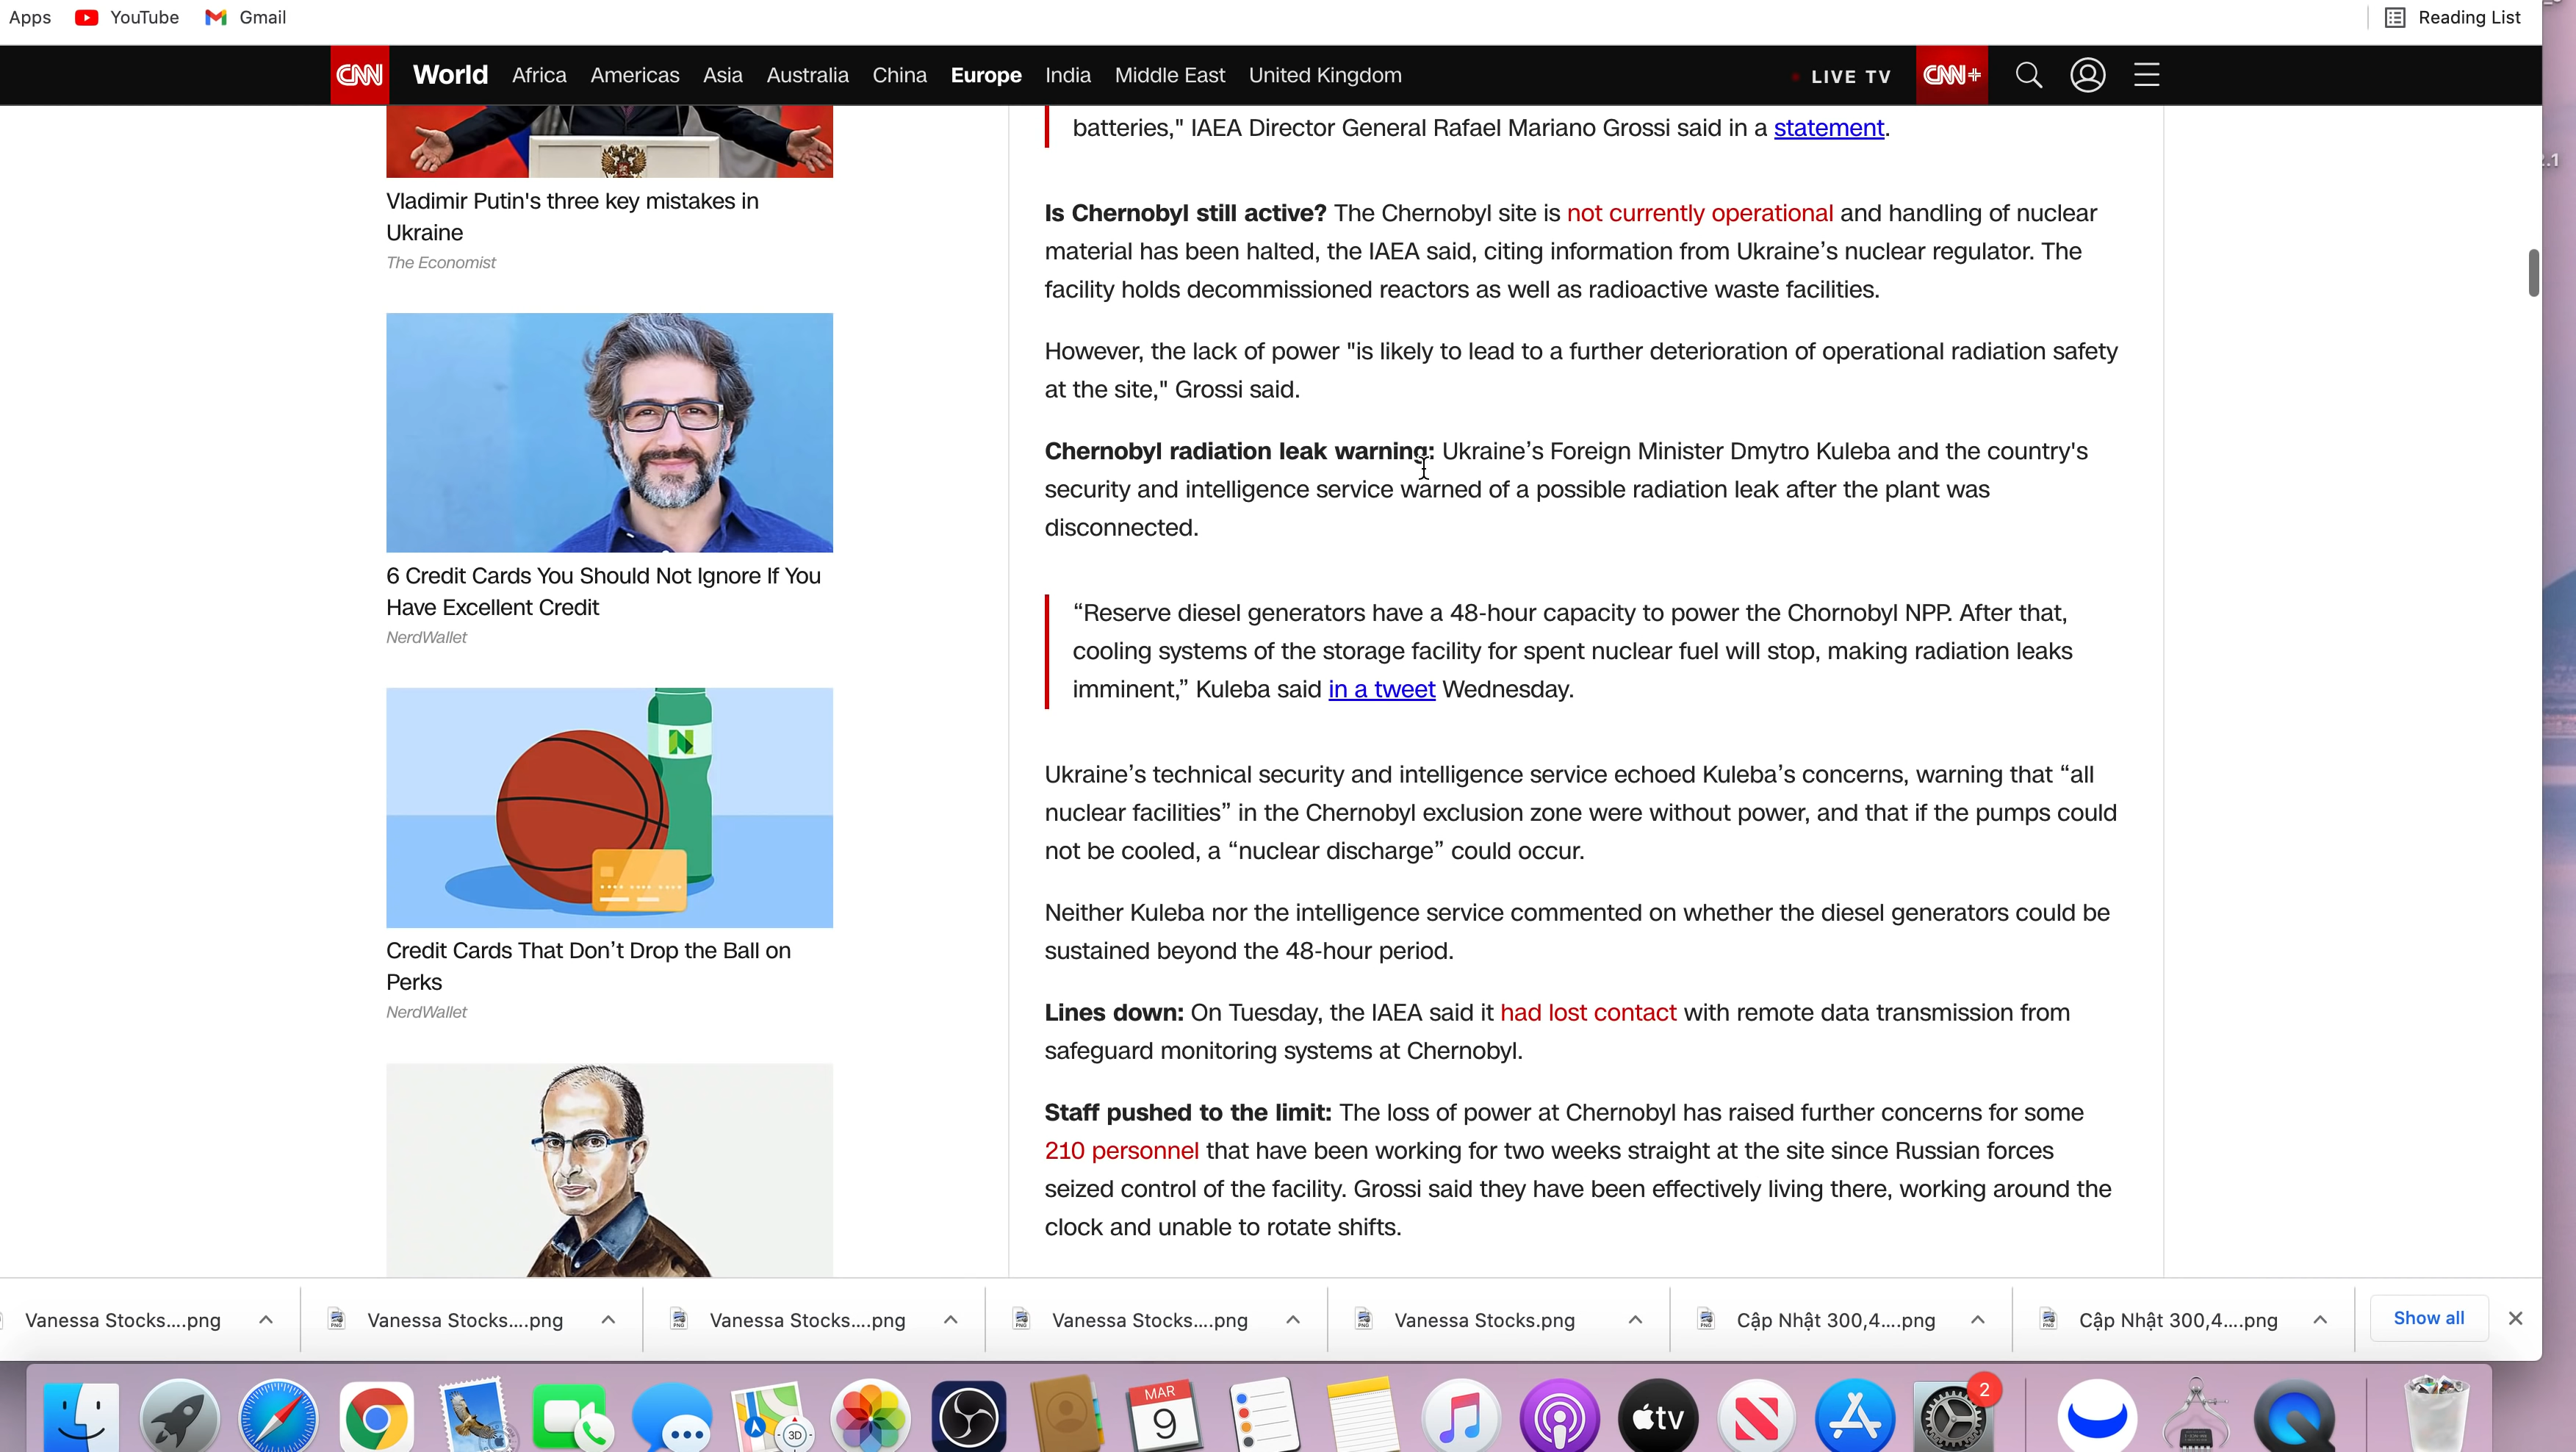 Apps YouTube Gmail Reading List
CNN World Africa Americas Asia Australia China Europe India Middle East United Kingdom LIVE TV CNN+
Vladimir Putin's three key mistakes in
Ukraine
The Economist
6 Credit Cards You Should Not Ignore If You
Have Excellent Credit
NerdWallet
N
Credit Cards That Don’t Drop the Ball on
Perks
NerdWallet
batteries," IAEA Director General Rafael Mariano Grossi said in a statement.
Is Chernobyl still active? The Chernobyl site is not currently operational and handling of nuclear
material has been halted, the IAEA said, citing information from Ukraine’s nuclear regulator. The
facility holds decommissioned reactors as well as radioactive waste facilities.
However, the lack of power "is likely to lead to a further deterioration of operational radiation safety
at the site," Grossi said.
Chernobyl radiation leak warning: Ukraine’s Foreign Minister Dmytro Kuleba and the country's
security and intelligence service warned of a possible radiation leak after the plant was
disconnected.
“Reserve diesel generators have a 48-hour capacity to power the Chornobyl NPP. After that,
cooling systems of the storage facility for spent nuclear fuel will stop, making radiation leaks
imminent,” Kuleba said in a tweet Wednesday.
Ukraine’s technical security and intelligence service echoed Kuleba’s concerns, warning that “all
nuclear facilities” in the Chernobyl exclusion zone were without power, and that if the pumps could
not be cooled, a “nuclear discharge” could occur.
Neither Kuleba nor the intelligence service commented on whether the diesel generators could be
sustained beyond the 48-hour period.
Lines down: On Tuesday, the IAEA said it had lost contact with remote data transmission from
safeguard monitoring systems at Chernobyl.
Staff pushed to the limit: The loss of power at Chernobyl has raised further concerns for some
210 personnel that have been working for two weeks straight at the site since Russian forces
seized control of the facility. Grossi said they have been effectively living there, working around the
clock and unable to rotate shifts.
Vanessa Stocks....png Vanessa Stocks....png Vanessa Stocks....png Vanessa Stocks....png Vanessa Stocks.png Cập Nhật 300,4....png Cập Nhật 300,4....png Show all
3D MAR 9 tv 2